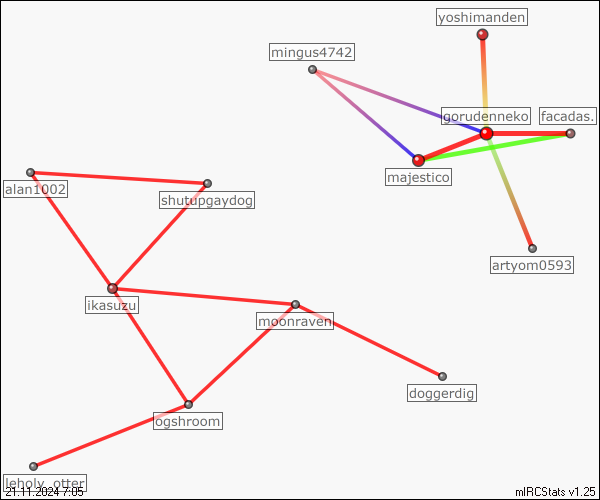 yoshimanden
mingus4742
gorudenneko
facadas.
majestico
alan1002
shutupgaydog
artyom0593
ikasuzu
moonraven
doggerdig
ogshroom
leholy_otter
21.11.2024 7:05
mIRCStats v1.25